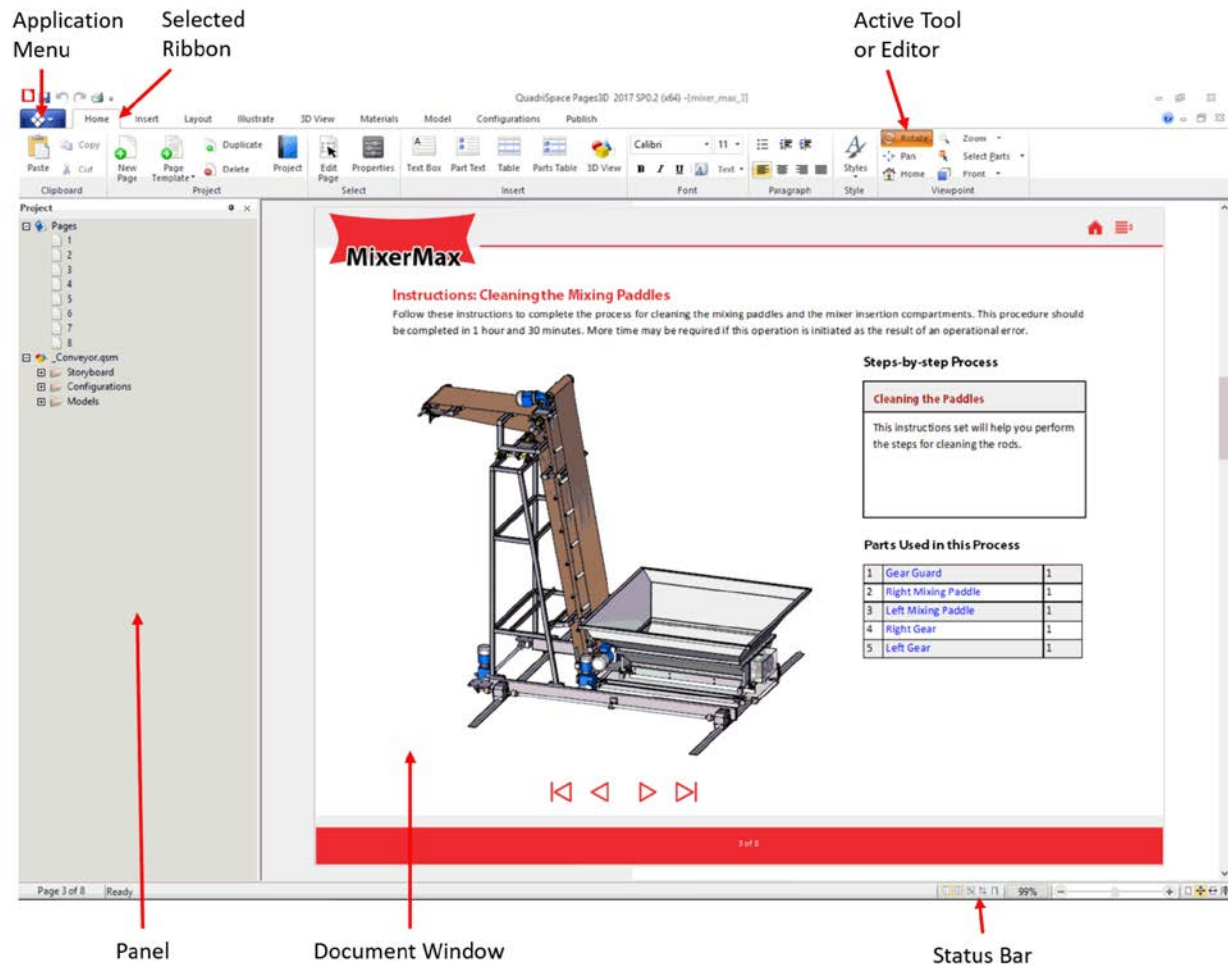 Application
Menu
Selected
Ribbon
Active Tool
or Editor
QuadriSpace Pages3D 2017 SP0.2 (x64) -[mixer_max_3]
Home Insert Layout Illustrate 3D View Materials Model Configurations Publish
Paste Copy Cut
Clipboard
New Page Page Template Duplicate Delete Project
Project
Edit Page Properties
Select
Text Box Part Text Table Parts Table 3D View
Insert
Calibri 11
B I U Text
Font
Paragraph
Styles
Style
Rotate Zoom
Pan Select Parts
Home Front
Viewpoint
Project
Pages
1
2
3
4
5
6
7
8
_Conveyor.qsm
Storyboard
Configurations
Models
MixerMax
Instructions: Cleaning the Mixing Paddles
Follow these instructions to complete the process for cleaning the mixing paddles and the mixer insertion compartments. This procedure should
be completed in 1 hour and 30 minutes. More time may be required if this operation is initiated as the result of an operational error.
Steps-by-step Process
Cleaning the Paddles
This instructions set will help you perform
the steps for cleaning the rods.
Parts Used in this Process
1 Gear Guard 1
2 Right Mixing Paddle 1
3 Left Mixing Paddle 1
4 Right Gear 1
5 Left Gear 1
3 of 8
Page 3 of 8 Ready 99%
Panel
Document Window
Status Bar